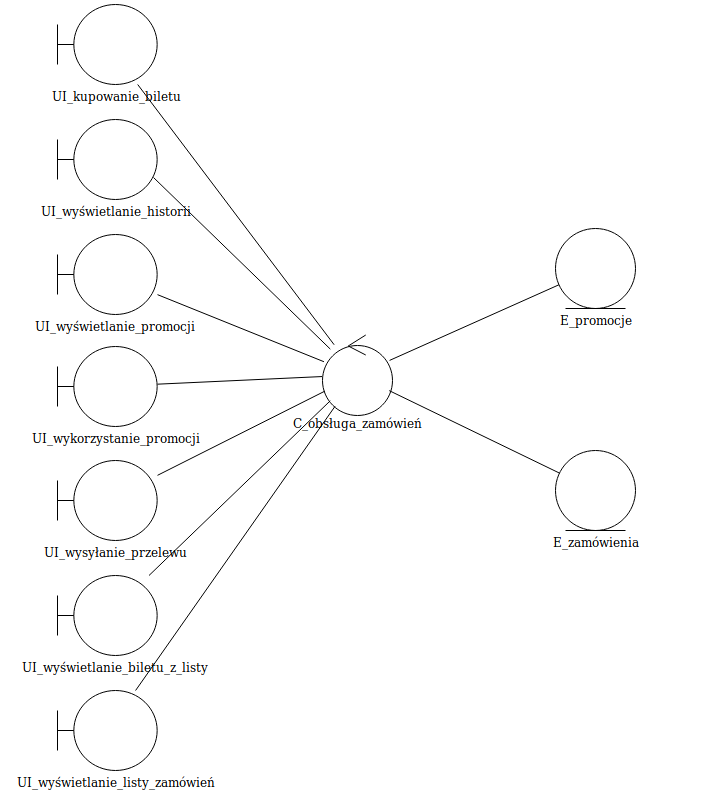 UI_kupowanie_biletu
UI_wyświetlanie_historii
UI_wyświetlanie_promocji
UI_wykorzystanie_promocji
UI_wysyłanie_przelewu
UI_wyświetlanie_biletu_z_listy
UI_wyświetlanie_listy_zamówień
C_obsługa_zamówień
E_promocje
E_zamówienia